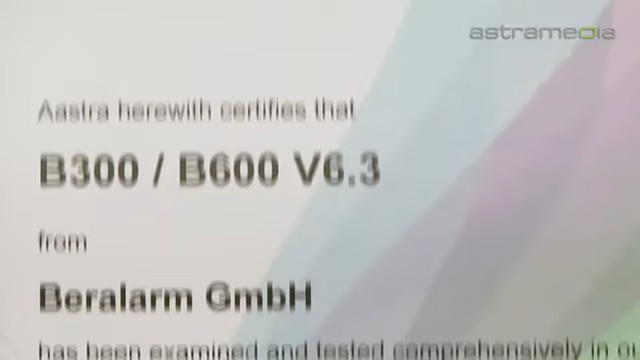 astramedia
Aastra herewith certifies that
B300 / B600 V6.3
from
Beralarm GmbH
has been examined and tested comprehensively in